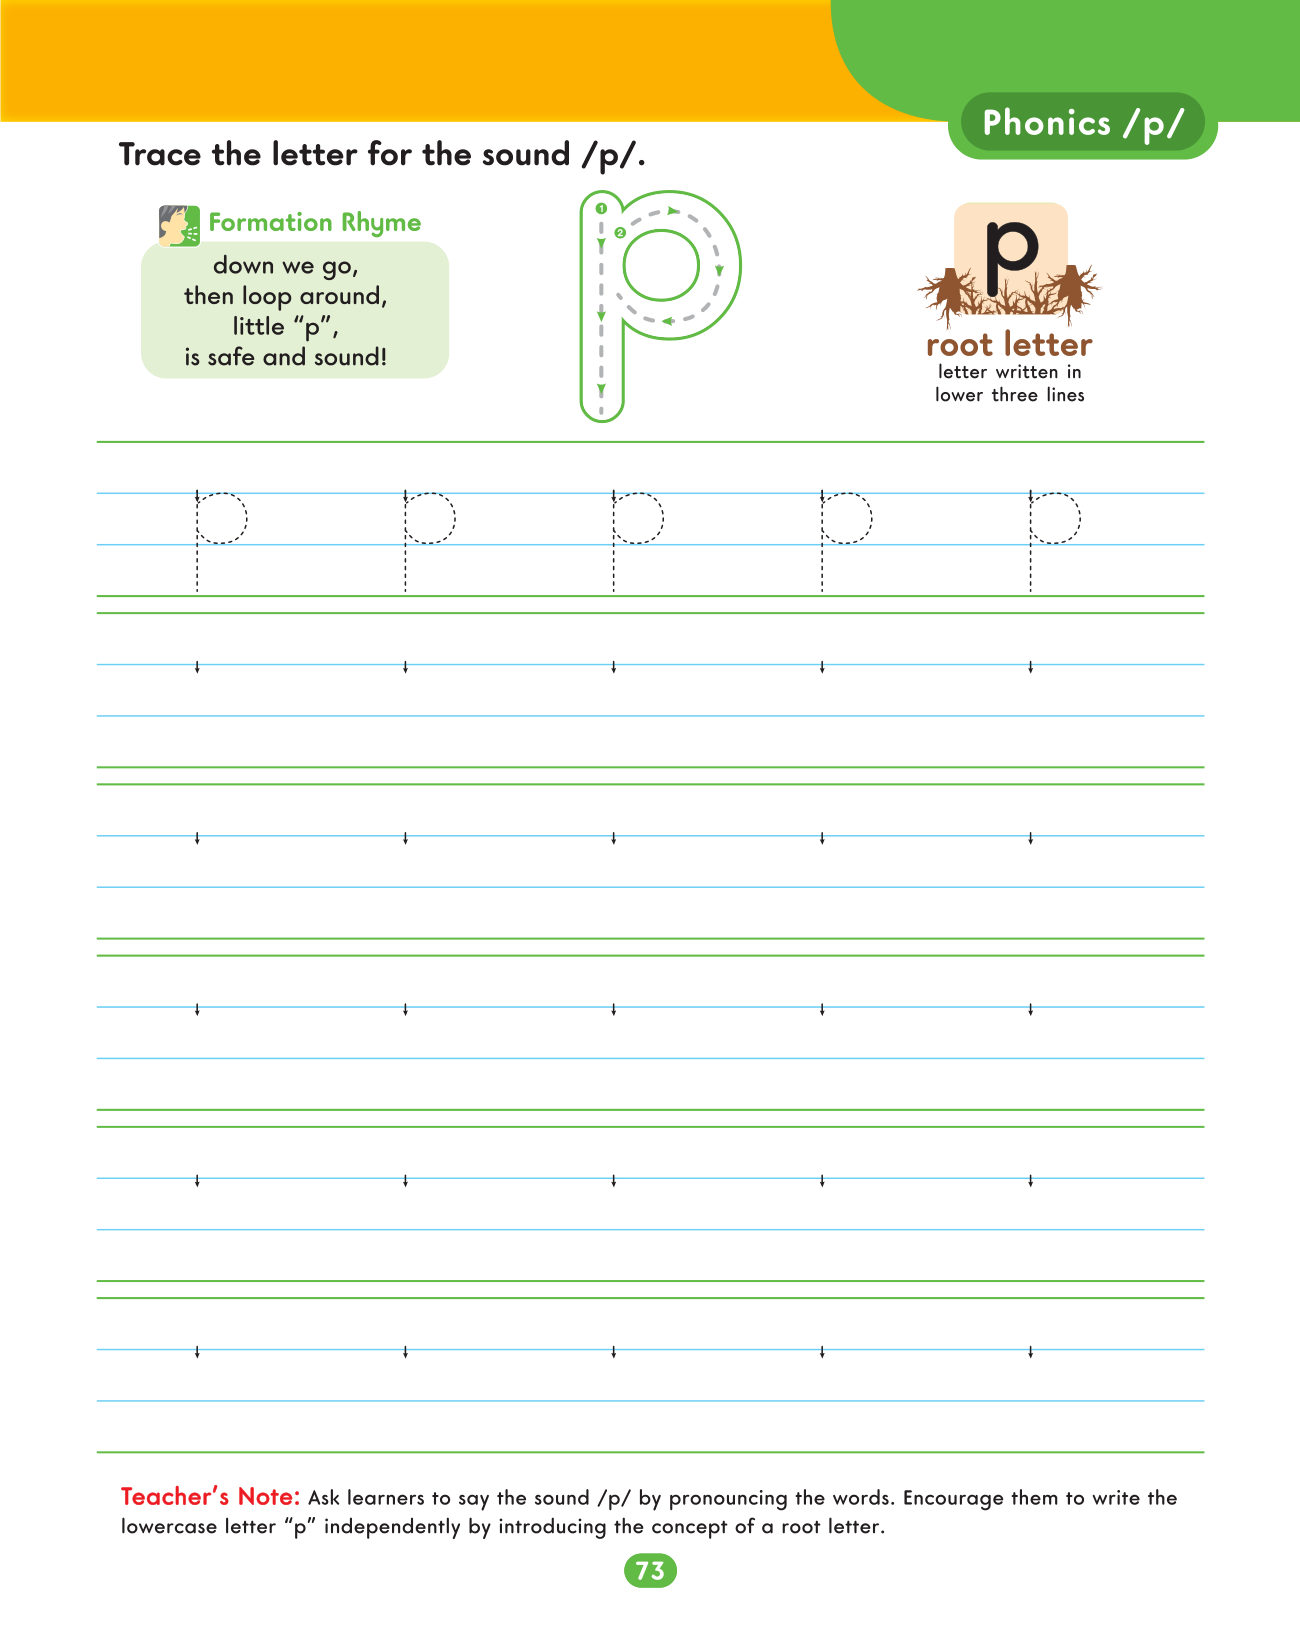 Phonics /p/
Trace the letter for the sound /p/.
Formation Rhyme
down we go,
then loop around,
little “p”,
is safe and sound!
1
2
p
root letter
letter written in
lower three lines
p p p p p
Teacher’s Note: Ask learners to say the sound /p/ by pronouncing the words. Encourage them to write the
lowercase letter “p” independently by introducing the concept of a root letter.
73